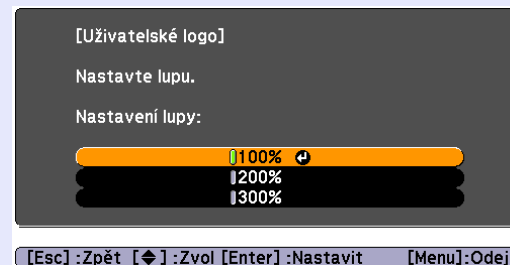 [Uživatelské logo]
Nastavte lupu.
Nastavení lupy:
100%
200%
300%
[Esc] :Zpět [◆] :Zvol [Enter] :Nastavit [Menu]:Odej